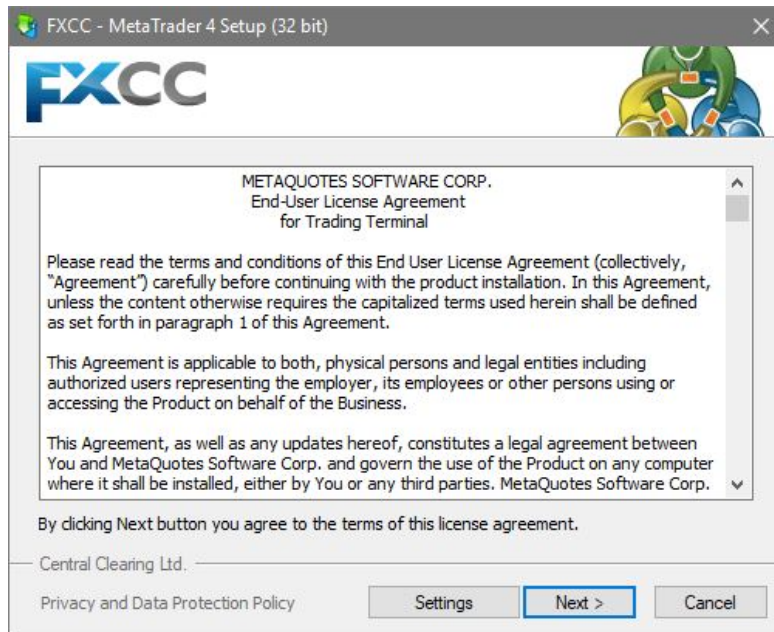 FXCC - MetaTrader 4 Setup (32 bit)
FXCC
METAQUOTES SOFTWARE CORP.
End-User License Agreement
for Trading Terminal
Please read the terms and conditions of this End User License Agreement (collectively,
“Agreement”) carefully before continuing with the product installation. In this Agreement,
unless the content otherwise requires the capitalized terms used herein shall be defined
as set forth in paragraph 1 of this Agreement.
This Agreement is applicable to both, physical persons and legal entities including
authorized users representing the employer, its employees or other persons using or
accessing the Product on behalf of the Business.
This Agreement, as well as any updates hereof, constitutes a legal agreement between
You and MetaQuotes Software Corp. and govern the use of the Product on any computer
where it shall be installed, either by You or any third parties. MetaQuotes Software Corp.
By clicking Next button you agree to the terms of this license agreement.
Central Clearing Ltd.
Privacy and Data Protection Policy Settings Next > Cancel